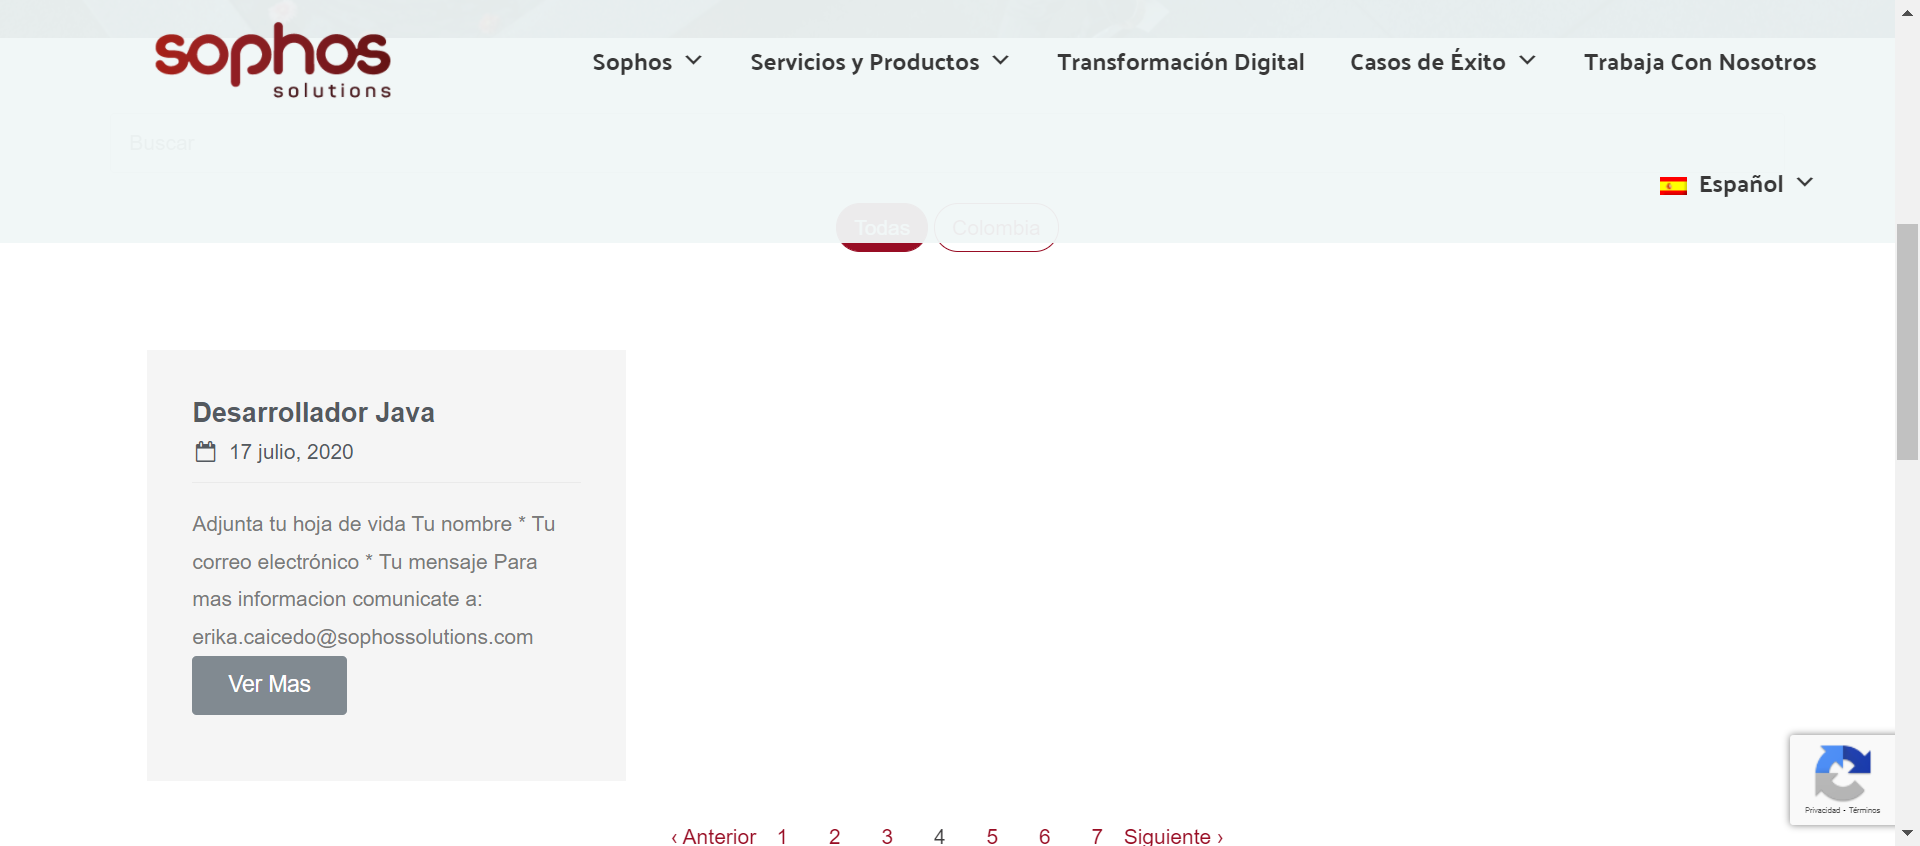 sophos
solutions
Sophos
Servicios y Productos
Transformación Digital
Casos de Éxito
Trabaja Con Nosotros
Buscar
Español
Todas
Colombia
Desarrollador Java
17 julio, 2020
Adjunta tu hoja de vida Tu nombre * Tu
correo electrónico * Tu mensaje Para
mas informacion comunicate a:
erika.caicedo@sophossolutions.com
Ver Mas
Privacidad - Términos
‹ Anterior 1 2 3 4 5 6 7 Siguiente ›